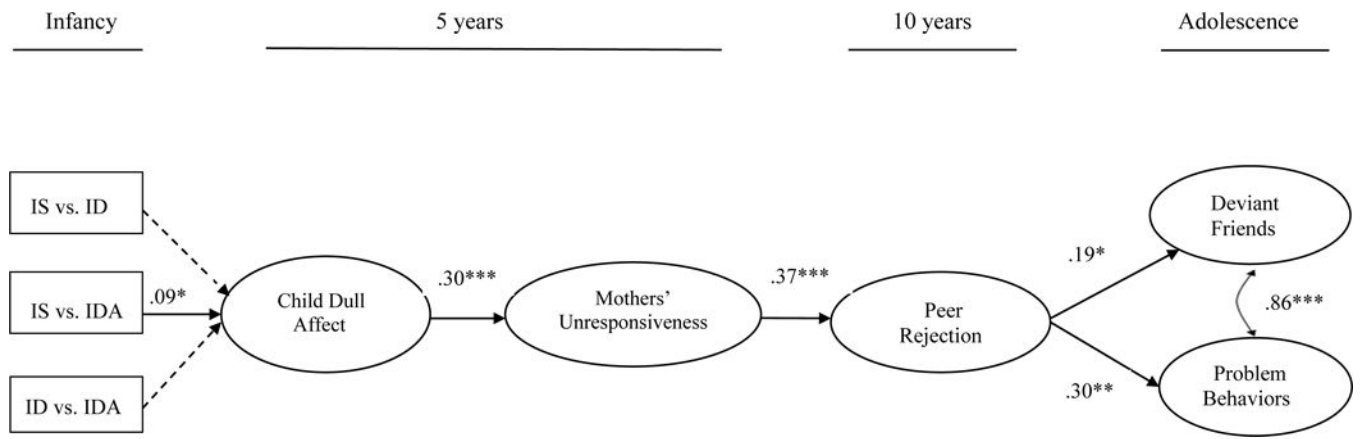 Infancy
5 years
10 years
Adolescence
IS vs. ID
IS vs. IDA
ID vs. IDA
.09*
Child Dull
Affect
.30***
Mothers’
Unresponsiveness
.37***
Peer
Rejection
.19*
.30**
Deviant
Friends
.86***
Problem
Behaviors